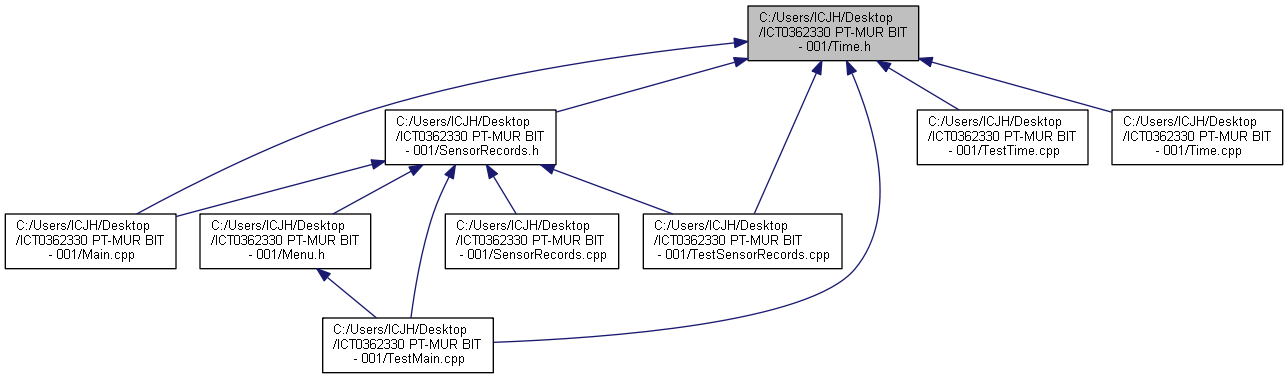 C:/Users/ICJH/Desktop
/ICT0362330 PT-MUR BIT
- 001/Time.h
C:/Users/ICJH/Desktop
/ICT0362330 PT-MUR BIT
- 001/SensorRecords.h
C:/Users/ICJH/Desktop
/ICT0362330 PT-MUR BIT
- 001/TestTime.cpp
C:/Users/ICJH/Desktop
/ICT0362330 PT-MUR BIT
- 001/Time.cpp
C:/Users/ICJH/Desktop
/ICT0362330 PT-MUR BIT
- 001/Main.cpp
C:/Users/ICJH/Desktop
/ICT0362330 PT-MUR BIT
- 001/Menu.h
C:/Users/ICJH/Desktop
/ICT0362330 PT-MUR BIT
- 001/SensorRecords.cpp
C:/Users/ICJH/Desktop
/ICT0362330 PT-MUR BIT
- 001/TestSensorRecords.cpp
C:/Users/ICJH/Desktop
/ICT0362330 PT-MUR BIT
- 001/TestMain.cpp